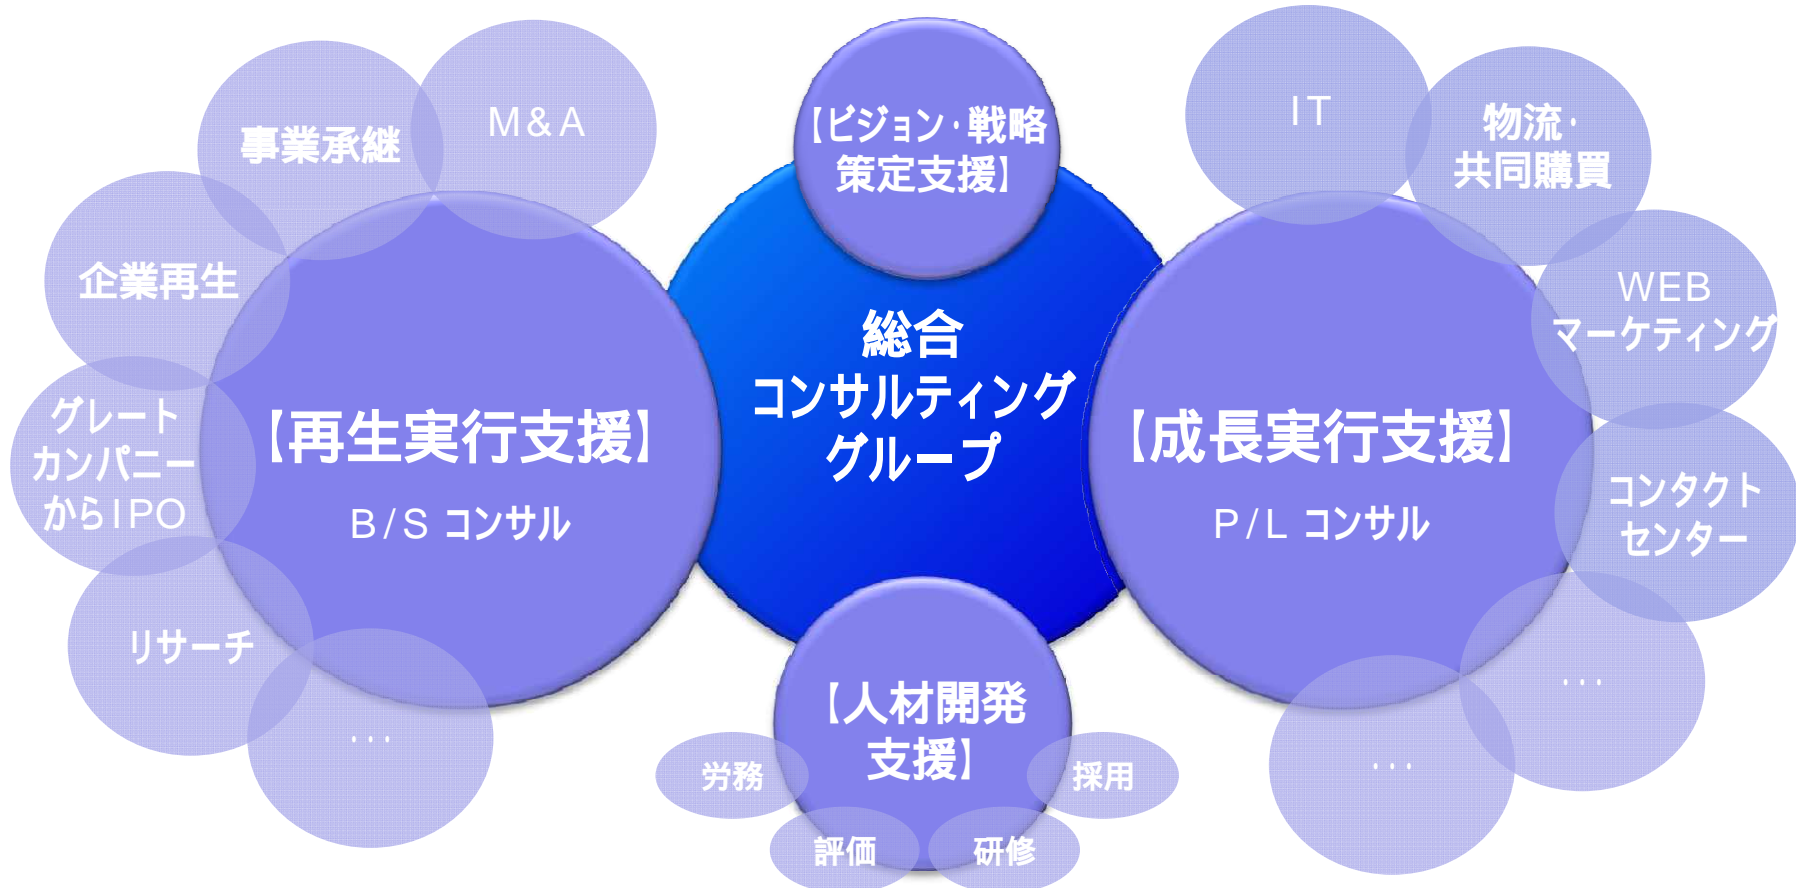 M&A
事業承継
企業再生
グレート
カンパニー
からIPO
リサーチ
・・・
【再生実行支援】
B/S コンサル
【ビジョン・戦略
策定支援】
総合
コンサルティング
グループ
【人材開発
支援】
労務
評価
研修
採用
【成長実行支援】
P/L コンサル
IT
物流・
共同購買
WEB
マーケティング
コンタクト
センター
・・・
・・・